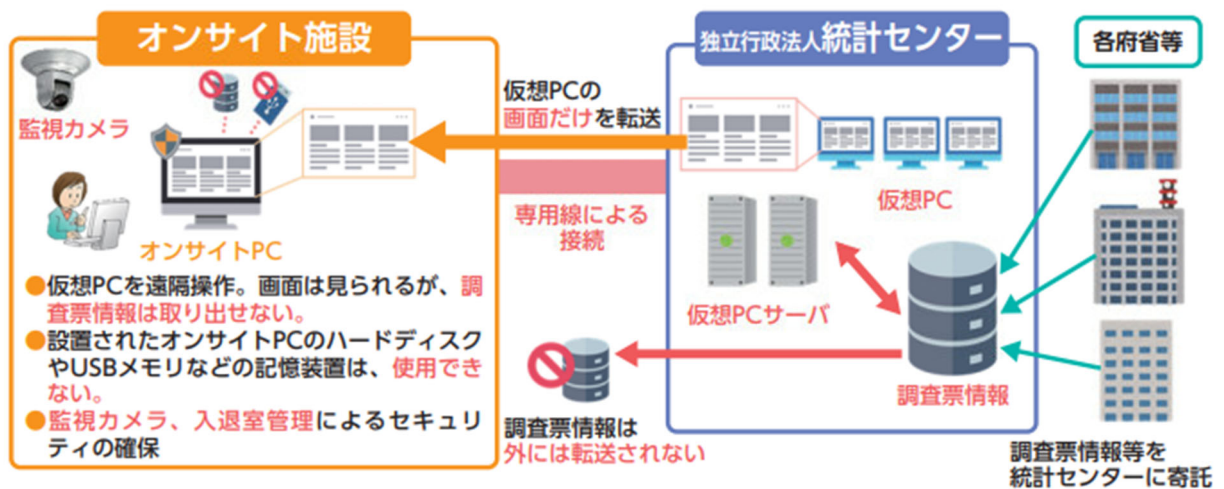 オンサイト施設
監視カメラ
オンサイトPC
●仮想PCを遠隔操作。画面は見られるが、調
査票情報は取り出せない。
●設置されたオンサイトPCのハードディスク
やUSBメモリなどの記憶装置は、使用でき
ない。
●監視カメラ、入退室管理によるセキュリ
ティの確保
仮想PCの
画面だけを転送
専用線による
接続
調査票情報は
外には転送されない
独立行政法人統計センター
仮想PC
仮想PCサーバ
調査票情報
各府省等
調査票情報等を
統計センターに寄託